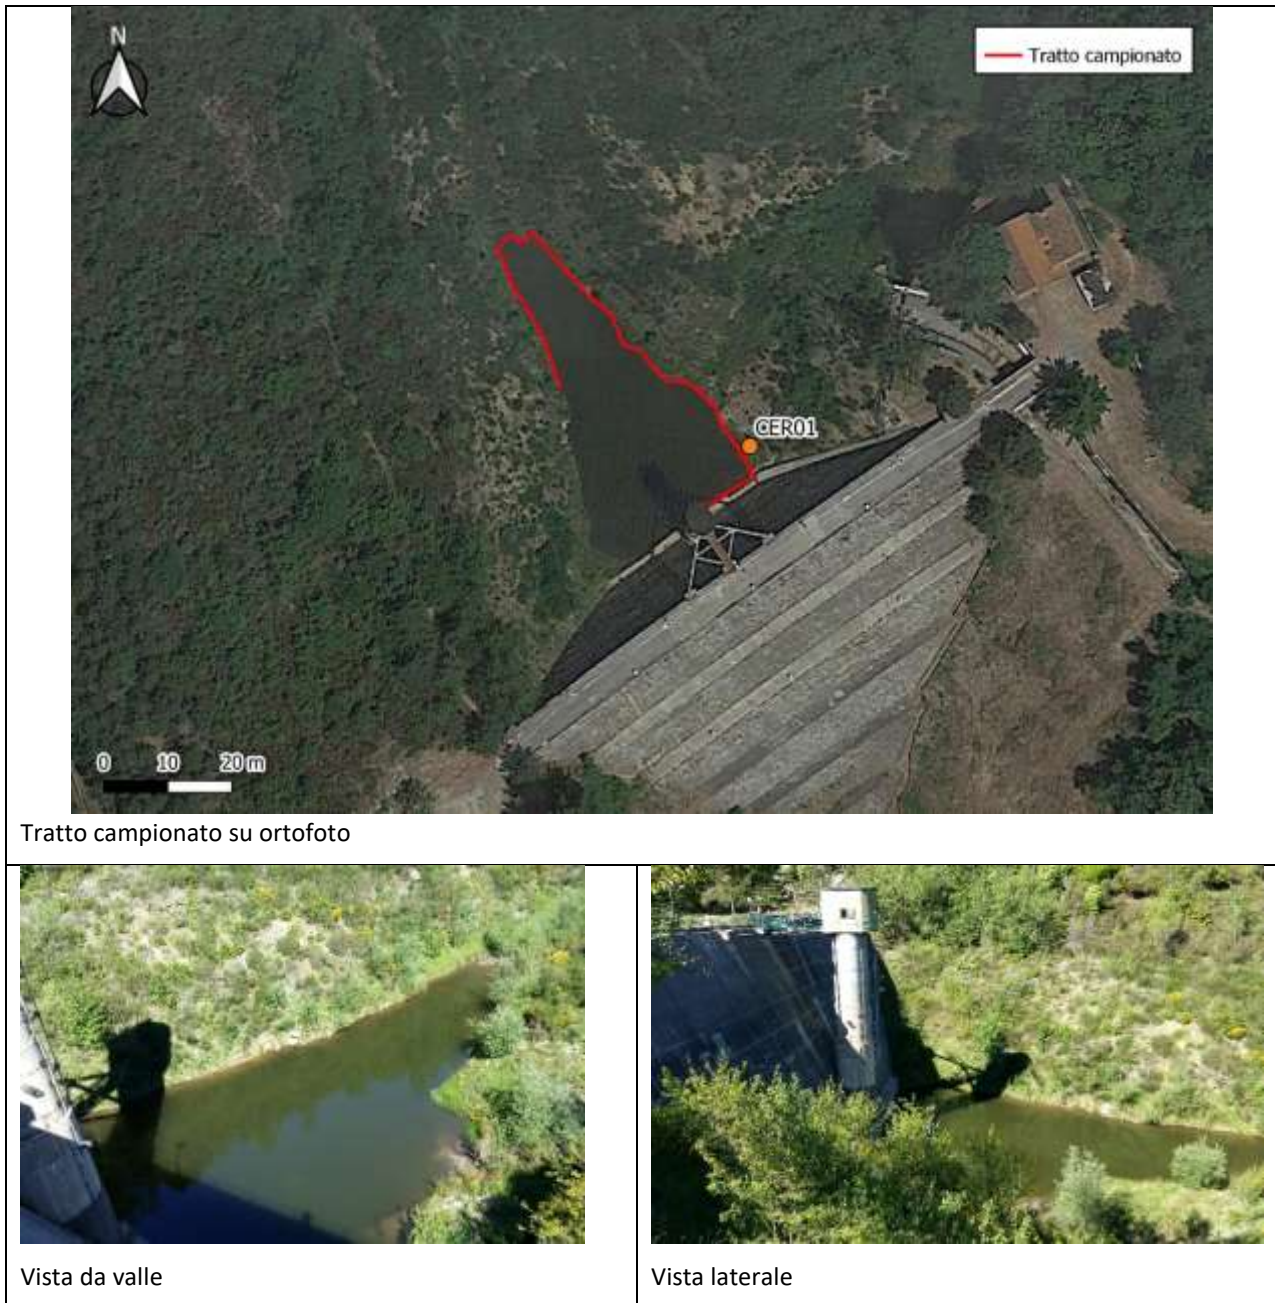 N
Tratto campionato
CER01
0 10 20 m
Tratto campionato su ortofoto
Vista da valle
Vista laterale